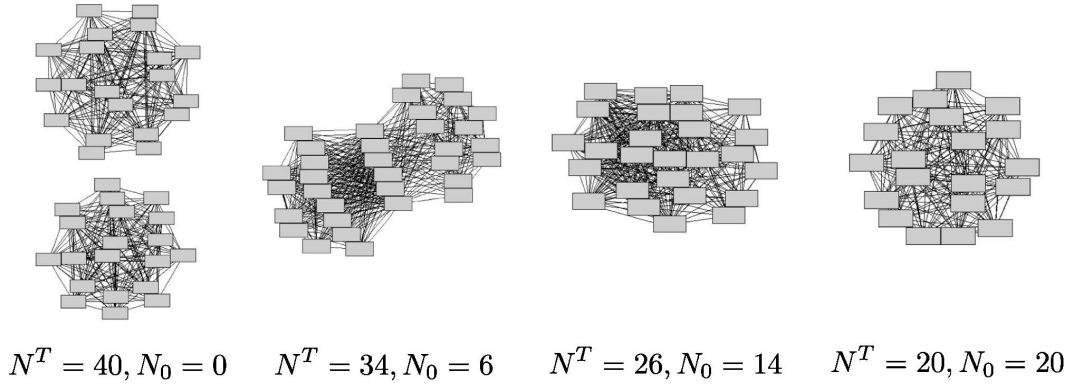 N^T = 40, N_0 = 0
N^T = 34, N_0 = 6
N^T = 26, N_0 = 14
N^T = 20, N_0 = 20